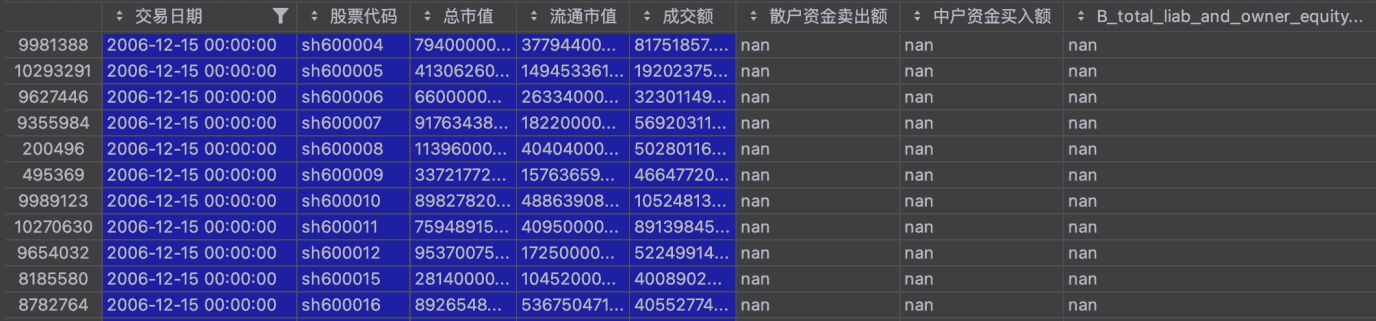 交易日期 股票代码 总市值 流通市值 成交额 散户资金卖出额 中户资金买入额 B_total_liab_and_owner_equity...
9981388 2006-12-15 00:00:00 sh600004 79400000... 37794400... 81751857.... nan nan nan
10293291 2006-12-15 00:00:00 sh600005 41306260... 149453361... 19202375... nan nan nan
9627446 2006-12-15 00:00:00 sh600006 6600000... 26334000... 32301149... nan nan nan
9355984 2006-12-15 00:00:00 sh600007 91763438... 18220000... 56920311... nan nan nan
200496 2006-12-15 00:00:00 sh600008 11396000... 40404000... 50280116... nan nan nan
495369 2006-12-15 00:00:00 sh600009 33721772... 15763659... 46647720... nan nan nan
9989123 2006-12-15 00:00:00 sh600010 89827820... 48863908... 10524813... nan nan nan
10270630 2006-12-15 00:00:00 sh600011 75948915... 40950000... 89139845... nan nan nan
9654032 2006-12-15 00:00:00 sh600012 95370075... 17250000... 52249914... nan nan nan
8185580 2006-12-15 00:00:00 sh600015 28140000... 10452000... 4008902... nan nan nan
8782764 2006-12-15 00:00:00 sh600016 8926548... 536750471... 40552774... nan nan nan